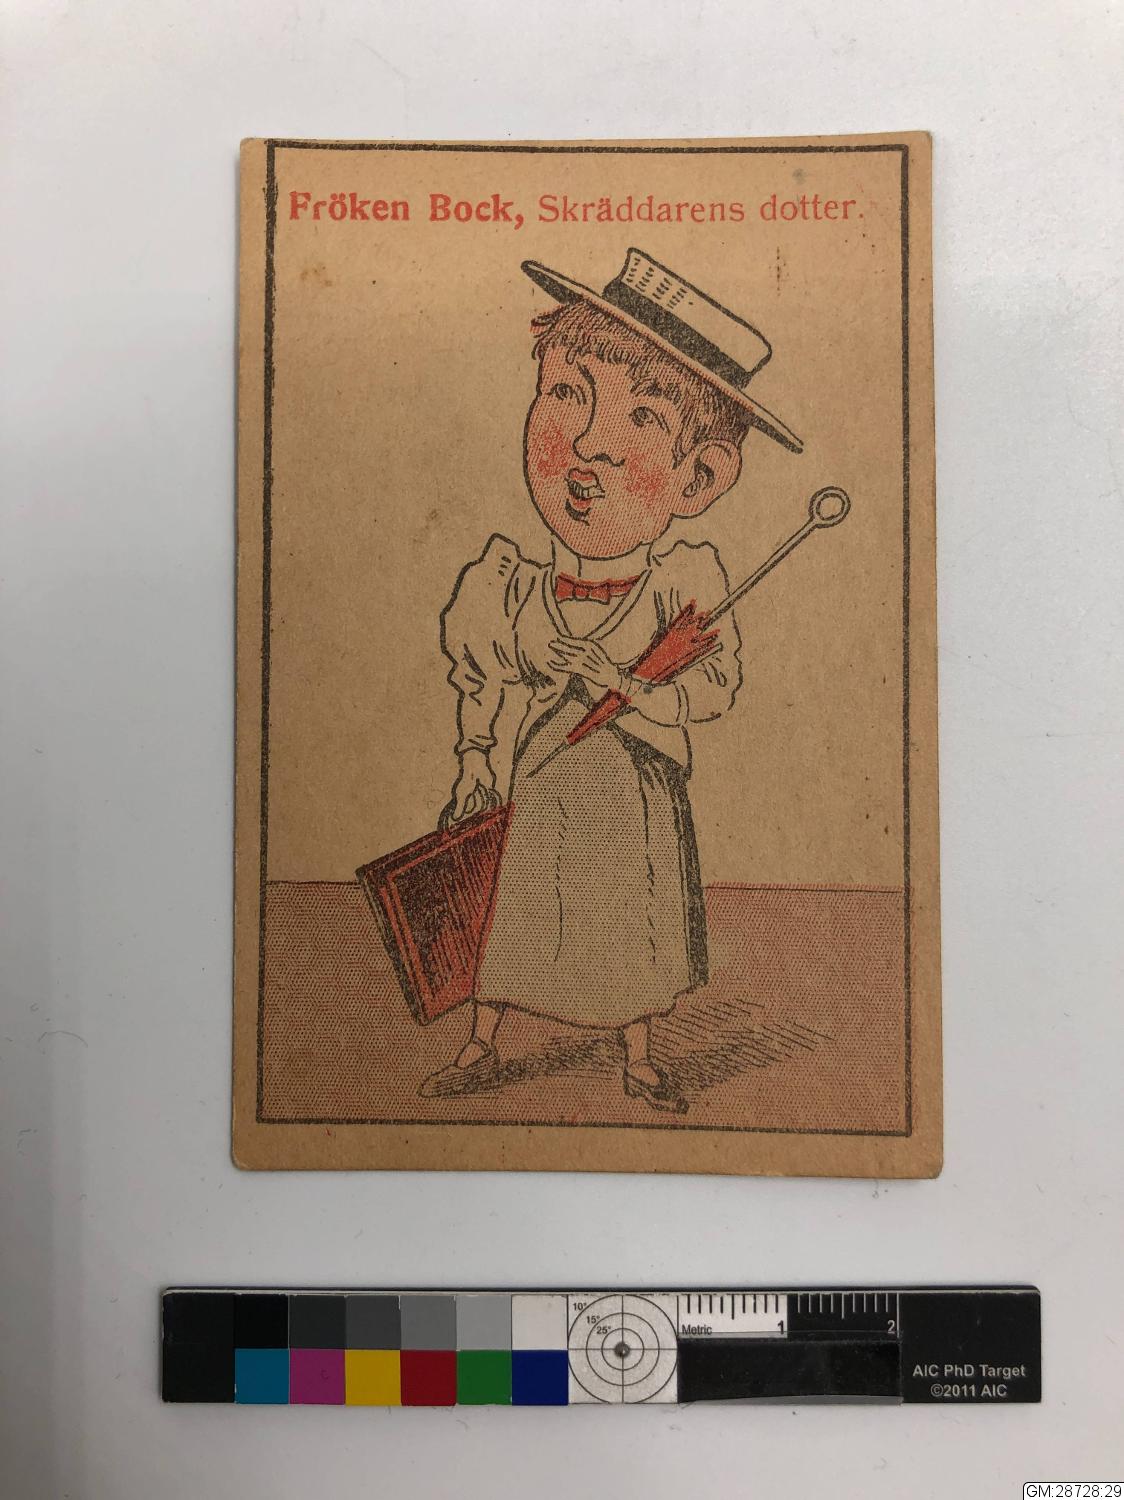 Fröken Bock, Skräddarens dotter.
10°
15°
25°
Metric 1 2
AIC PhD Target
©2011 AIC
GM:28728:29